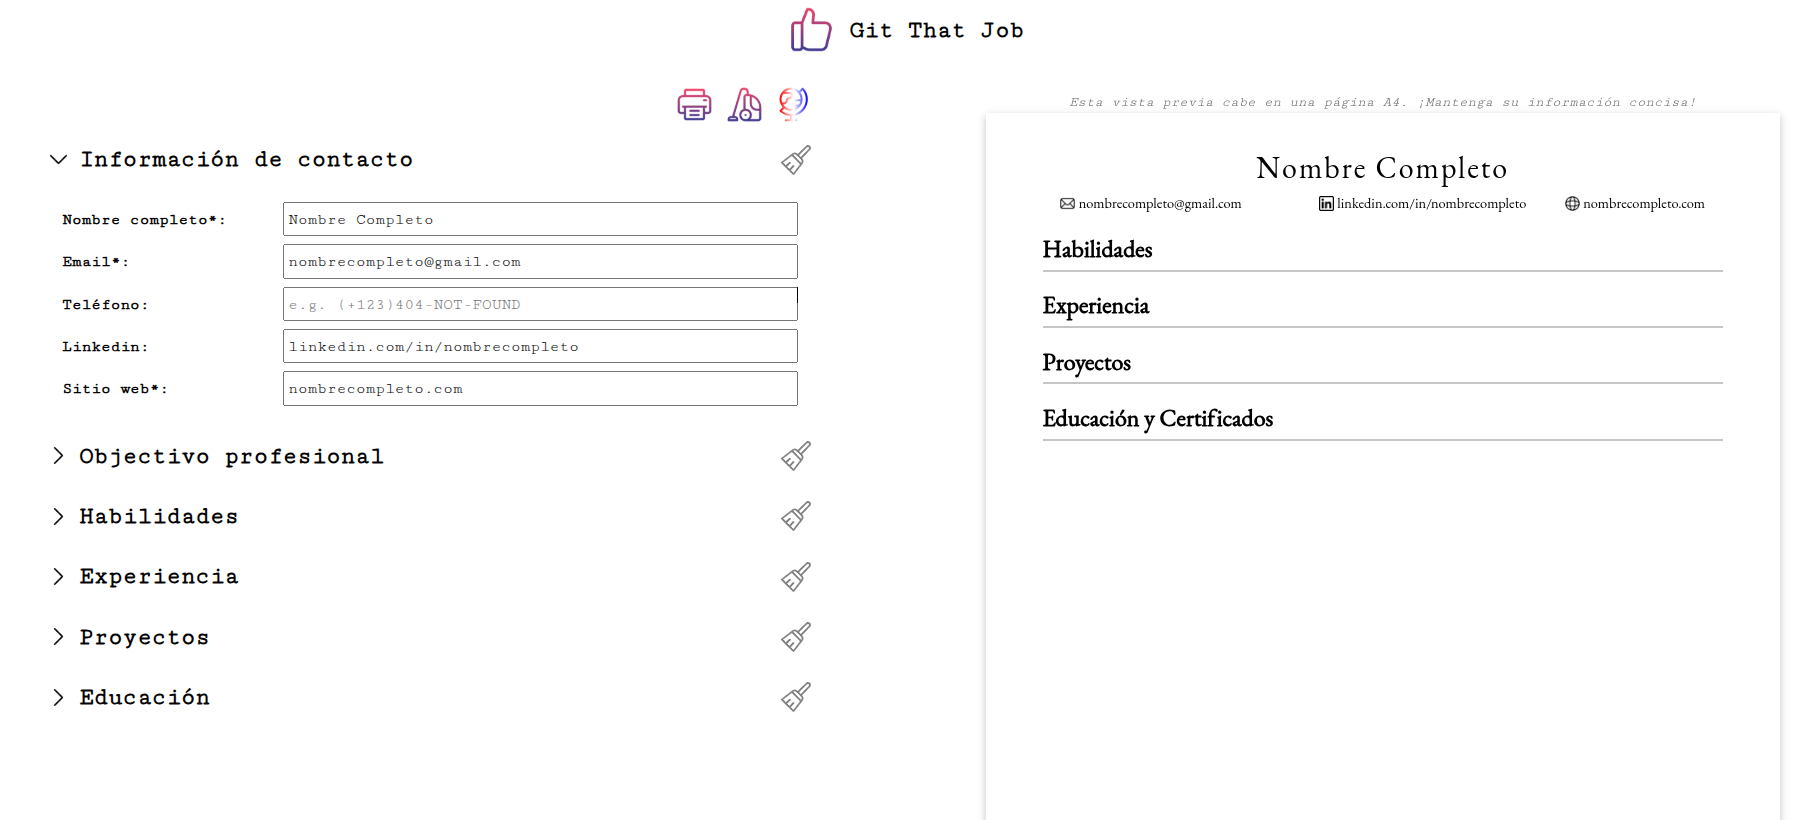 Git That Job
Información de contacto
Nombre completo*:
Nombre Completo
Email*:
nombrecompleto@gmail.com
Teléfono:
e.g. (+123)404-NOT-FOUND
Linkedin:
linkedin.com/in/nombrecompleto
Sitio web*:
nombrecompleto.com
Objectivo profesional
Habilidades
Experiencia
Proyectos
Educación
Esta vista previa cabe en una página A4. ¡Mantenga su información concisa!
Nombre Completo
nombrecompleto@gmail.com
in linkedin.com/in/nombrecompleto
nombrecompleto.com
Habilidades
Experiencia
Proyectos
Educación y Certificados